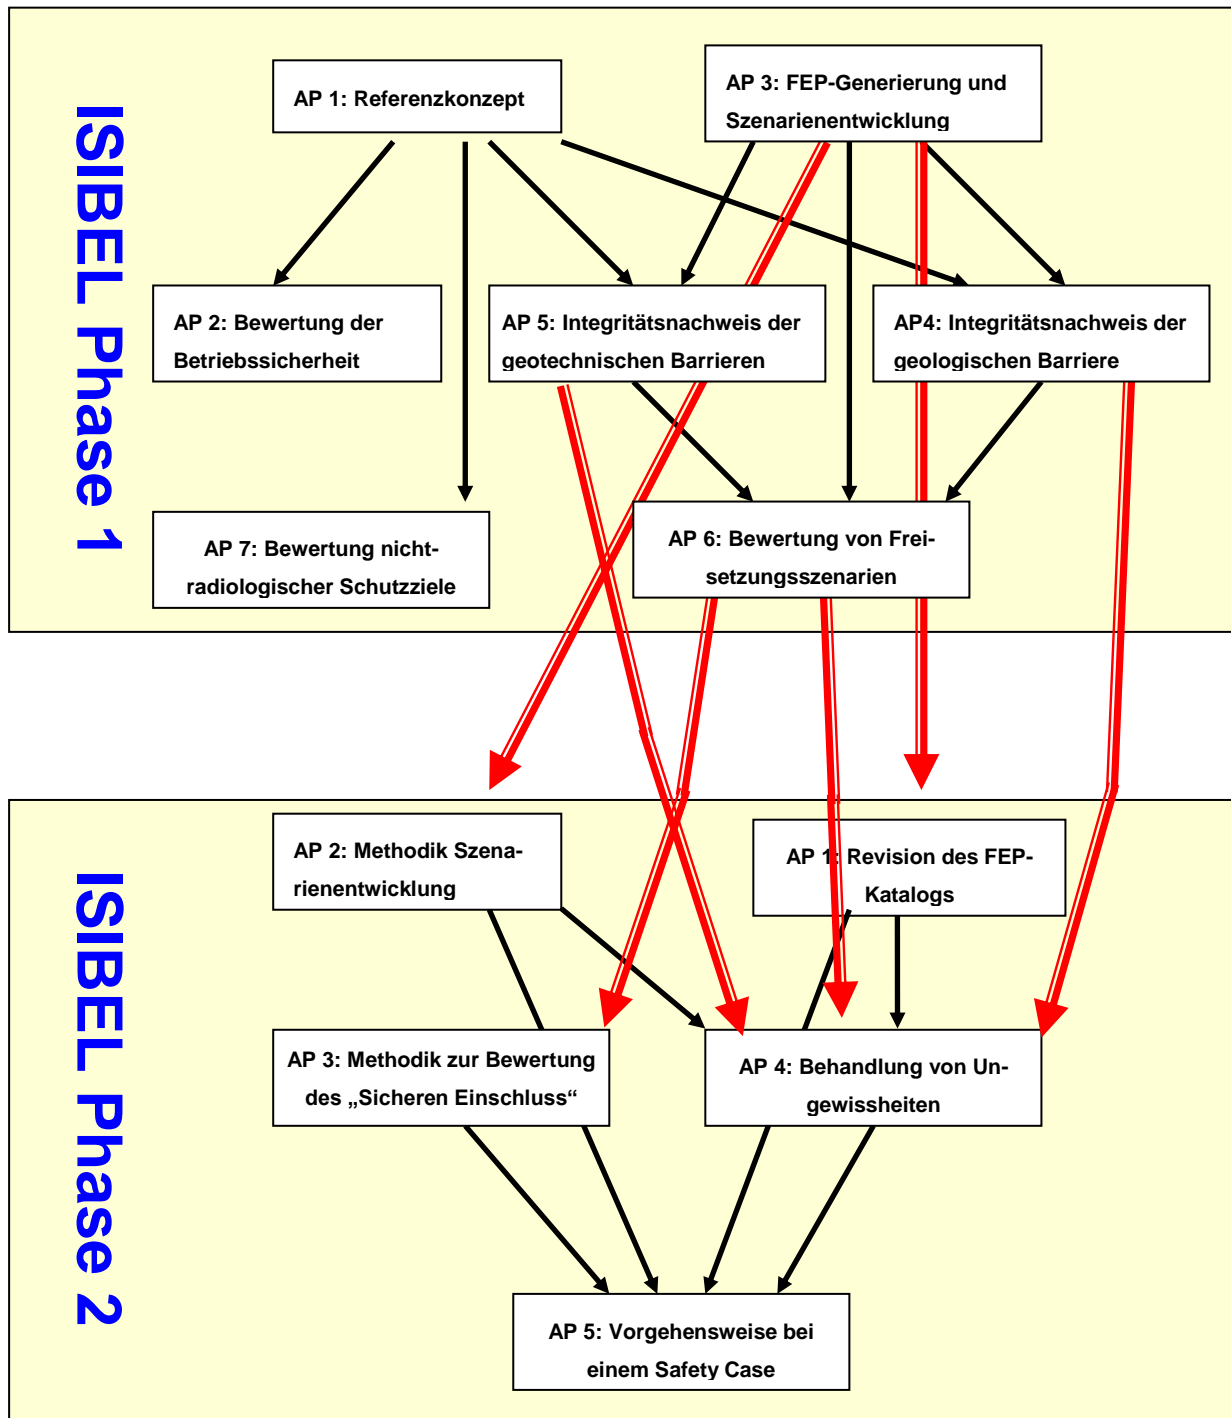 ISIBEL Phase 1
AP 1: Referenzkonzept
AP 3: FEP-Generierung und
Szenarienentwicklung
AP 2: Bewertung der
Betriebssicherheit
AP 5: Integritätsnachweis der
geotechnischen Barrieren
AP4: Integritätsnachweis der
geologischen Barriere
AP 7: Bewertung nicht-
radiologischer Schutzziele
AP 6: Bewertung von Frei-
setzungsszenarien
ISIBEL Phase 2
AP 2: Methodik Szena-
rienentwicklung
AP 1: Revision des FEP-
Katalogs
AP 3: Methodik zur Bewertung
des „Sicheren Einschluss“
AP 4: Behandlung von Un-
gewissheiten
AP 5: Vorgehensweise bei
einem Safety Case